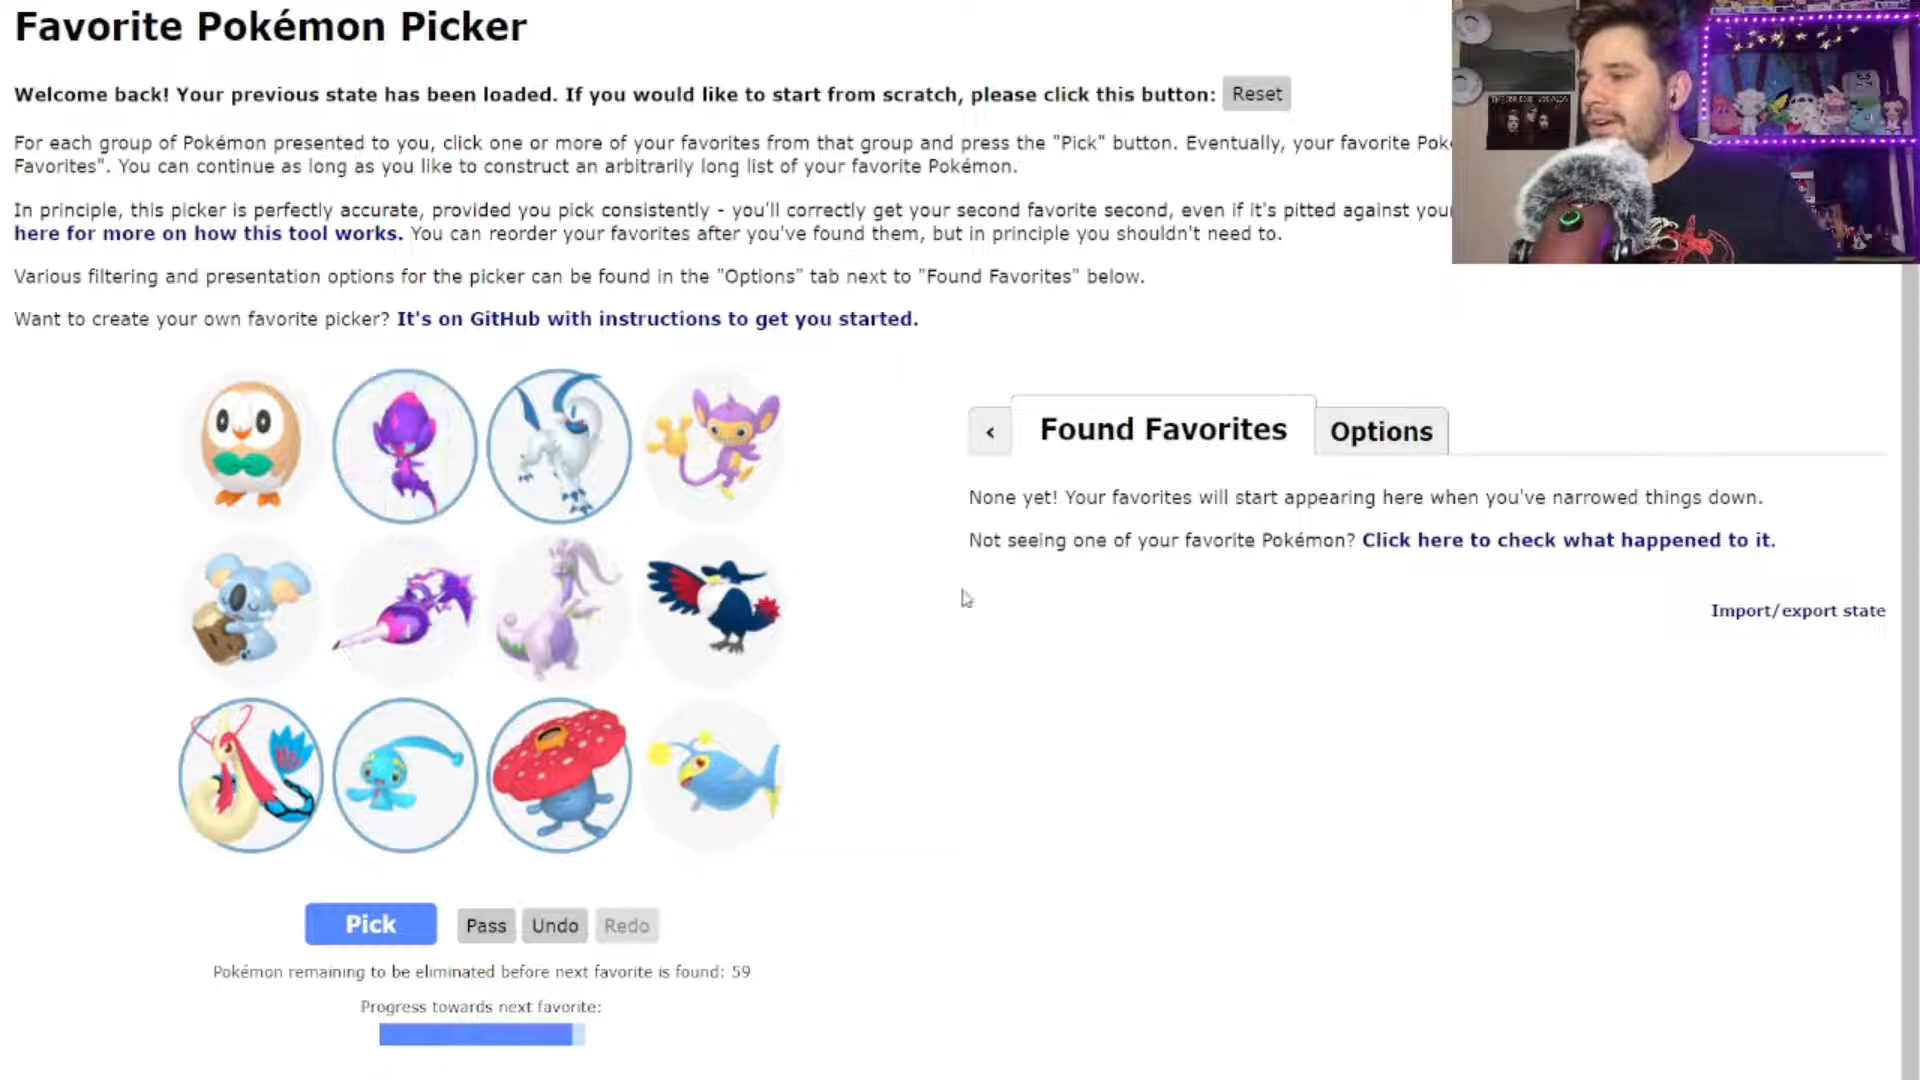 Favorite Pokémon Picker
Welcome back! Your previous state has been loaded. If you would like to start from scratch, please click this button: Reset
For each group of Pokémon presented to you, click one or more of your favorites from that group and press the "Pick" button. Eventually, your favorite
Favorites". You can continue as long as you like to construct an arbitrarily long list of your favorite Pokémon.
In principle, this picker is perfectly accurate, provided you pick consistently - you'll correctly get your second favorite second, even if it's pitted against
here for more on how this tool works. You can reorder your favorites after you've found them, but in principle you shouldn't need to.
Various filtering and presentation options for the picker can be found in the "Options" tab next to "Found Favorites" below.
Want to create your own favorite picker? It's on GitHub with instructions to get you started.
‹ Found Favorites Options
None yet! Your favorites will start appearing here when you've narrowed things down.
Not seeing one of your favorite Pokémon? Click here to check what happened to it.
Import/export state
Pick Pass Undo Redo
Pokémon remaining to be eliminated before next favorite is found: 59
Progress towards next favorite: